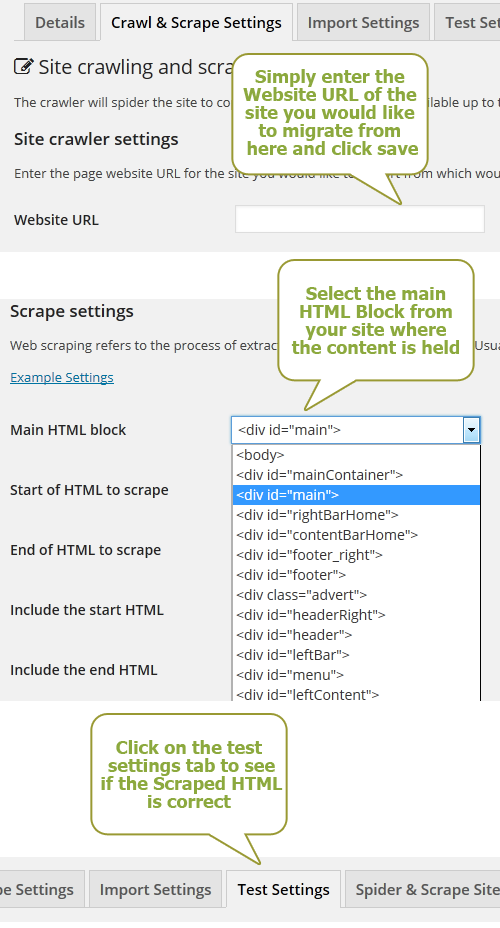 Details Crawl & Scrape Settings Import Settings Test Set
Site crawling and scra
Simply enter the
Website URL of the
site you would like
to migrate from
here and click save
The crawler will spider the site to co ailable up to t
Site crawler settings
Enter the page website URL for the site you would like to from which wou
Website URL
Select the main
HTML Block from
your site where
the content is held
Scrape settings
Web scraping refers to the process of extrac Usua
Example Settings
Main HTML block
<div id="main">
<body>
<div id="mainContainer">
<div id="main">
Start of HTML to scrape
<div id="rightBarHome">
<div id="contentBarHome">
End of HTML to scrape
<div id="footer_right">
<div id="footer">
<div class="advert">
Include the start HTML
<div id="headerRight">
<div id="header">
<div id="leftBar">
Include the end HTML
<div id="menu">
<div id="leftContent">
Click on the test
settings tab to see
if the Scraped HTML
is correct
pe Settings Import Settings Test Settings Spider & Scrape Site